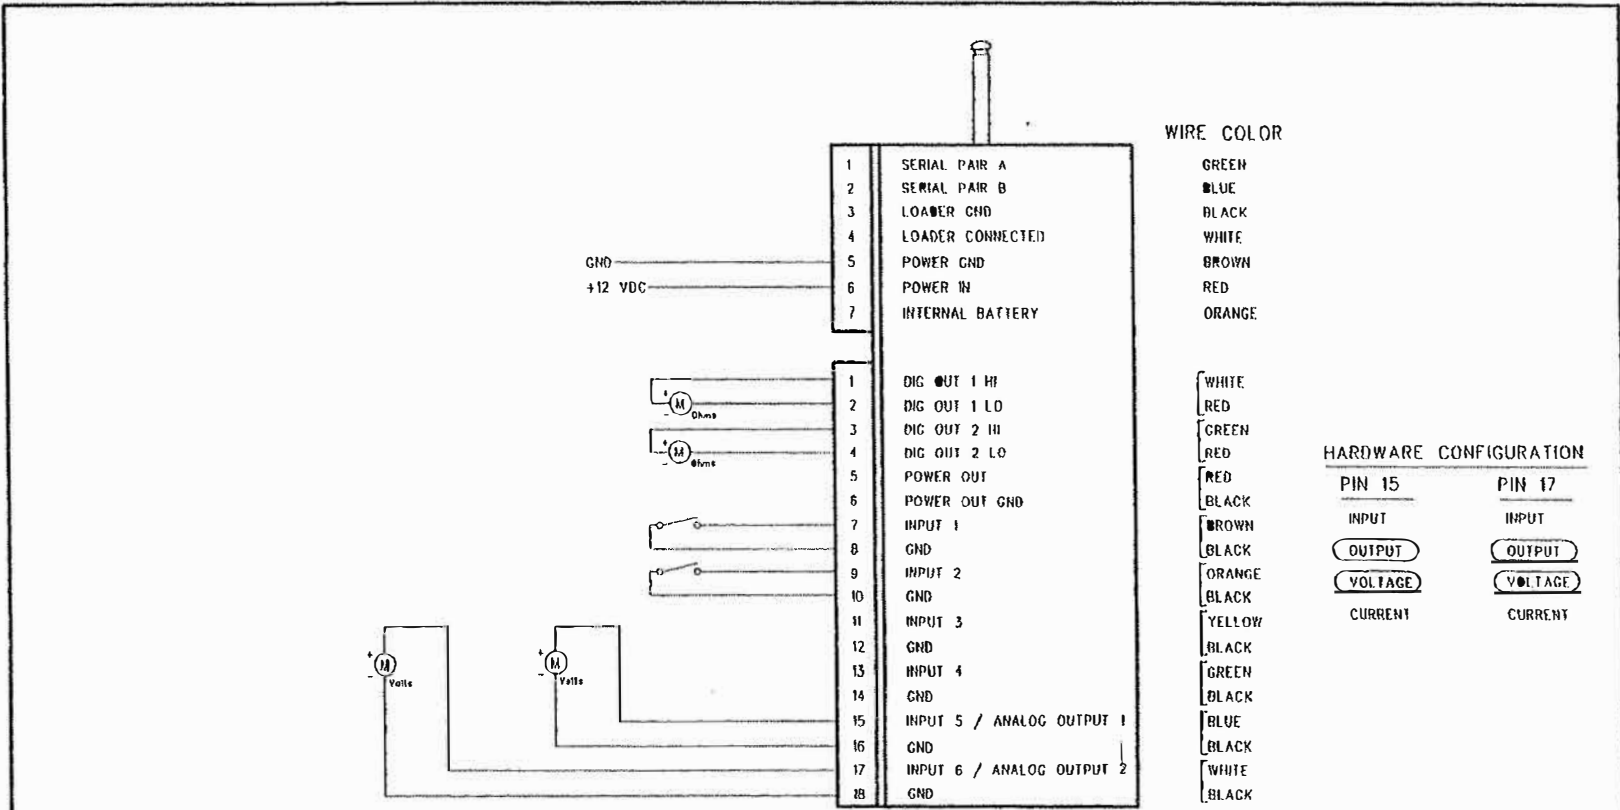 WIRE COLOR
1 SERIAL PAIR A GREEN
2 SERIAL PAIR B BLUE
3 LOADER GND BLACK
4 LOADER CONNECTED WHITE
GND 5 POWER GND BROWN
+12 VDC 6 POWER IN RED
7 INTERNAL BATTERY ORANGE
1 DIG OUT 1 HI WHITE
+ - M Ohms 2 DIG OUT 1 LO RED
3 DIG OUT 2 HI GREEN
+ - M Ohms 4 DIG OUT 2 LO RED
5 POWER OUT RED
6 POWER OUT GND BLACK
7 INPUT 1 BROWN
8 GND BLACK
9 INPUT 2 ORANGE
10 GND BLACK
11 INPUT 3 YELLOW
12 GND BLACK
+ - M Volts + - M Volts
13 INPUT 4 GREEN
14 GND BLACK
15 INPUT 5 / ANALOG OUTPUT 1 BLUE
16 GND BLACK
17 INPUT 6 / ANALOG OUTPUT 2 WHITE
18 GND BLACK
HARDWARE CONFIGURATION
PIN 15 PIN 17
INPUT INPUT
OUTPUT OUTPUT
VOLTAGE VOLTAGE
CURRENT CURRENT